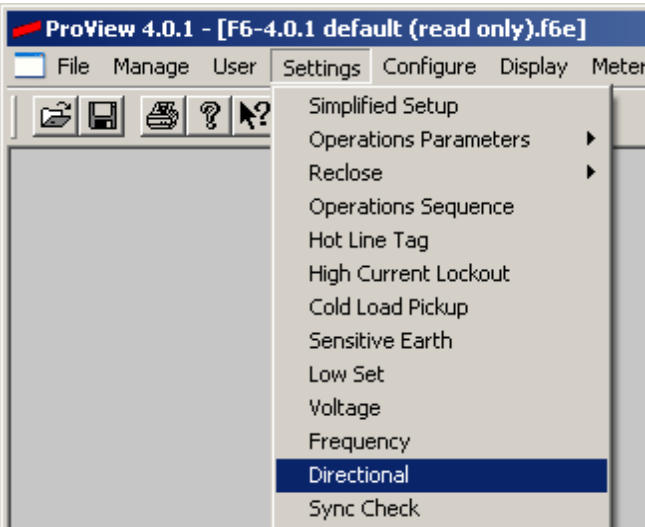 ProView 4.0.1 - [F6-4.0.1 default (read only).f6e]
File Manage User Settings Configure Display Meter
Simplified Setup
Operations Parameters
Reclose
Operations Sequence
Hot Line Tag
High Current Lockout
Cold Load Pickup
Sensitive Earth
Low Set
Voltage
Frequency
Directional
Sync Check